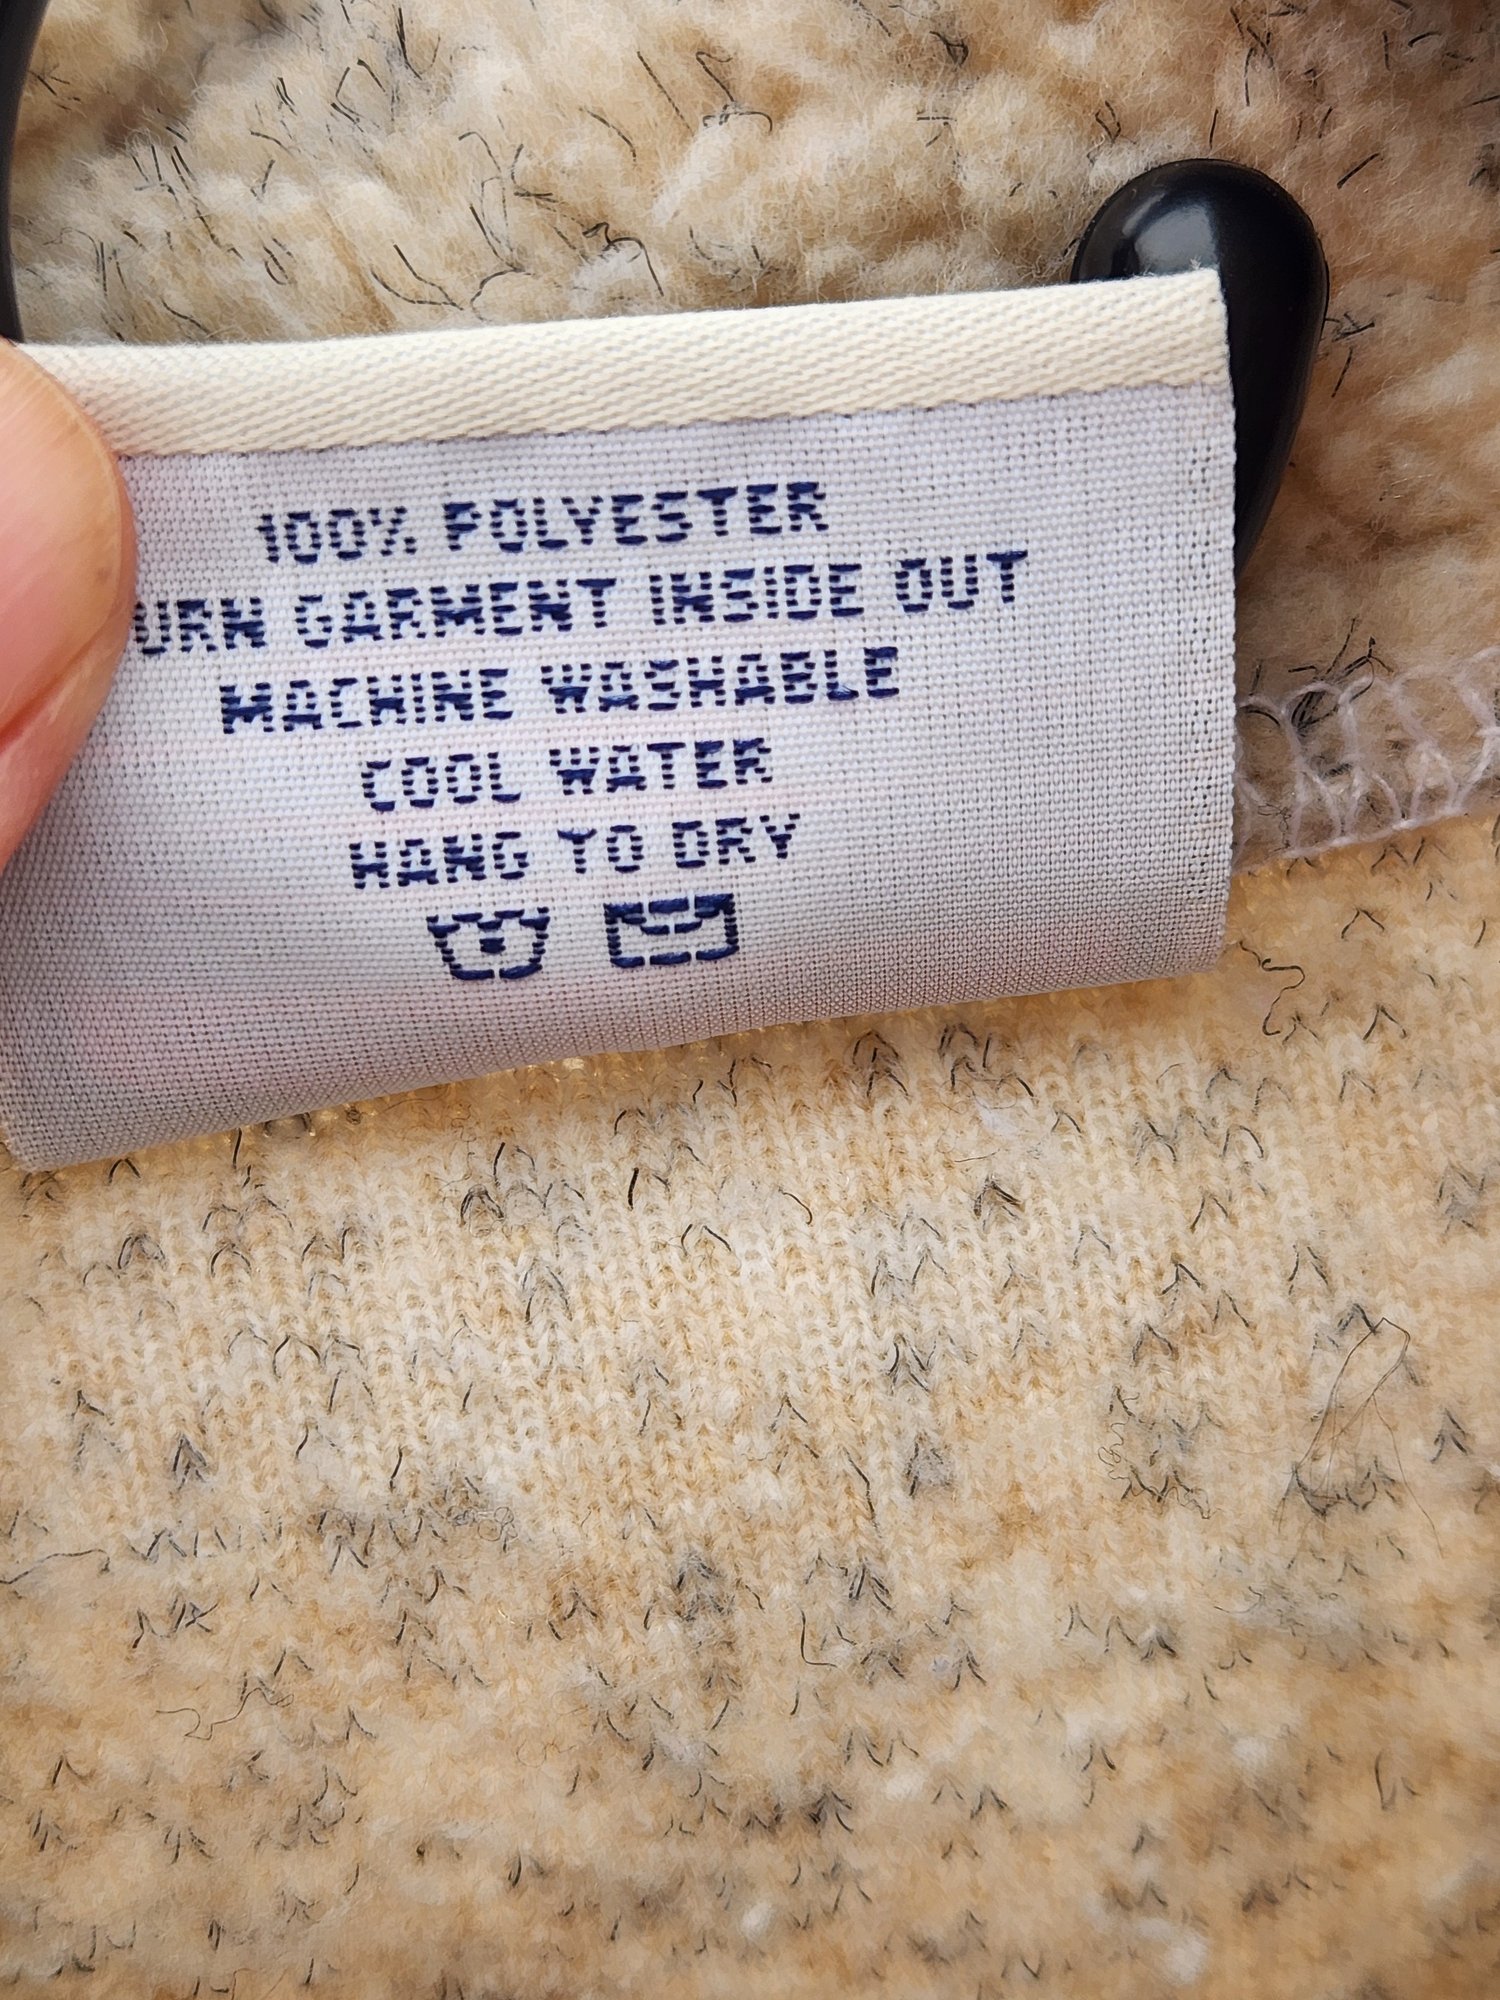 100% POLYESTER
URN GARMENT INSIDE OUT
MACHINE WASHABLE
COOL WATER
HANG TO DRY